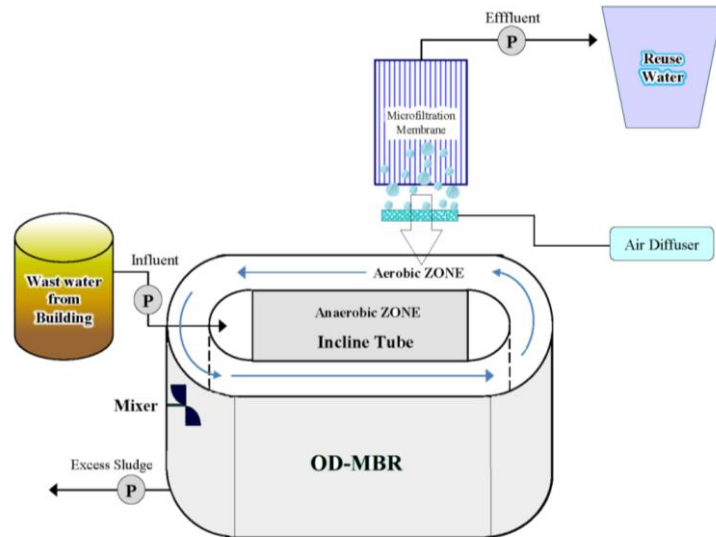 Efffluent
P
Reuse
Water
Microfiltration
Membrane
Air Diffuser
Influent
Wast water
from
Building
P
Aerobic ZONE
Anaerobic ZONE
Incline Tube
Mixer
OD-MBR
Excess Sludge
P